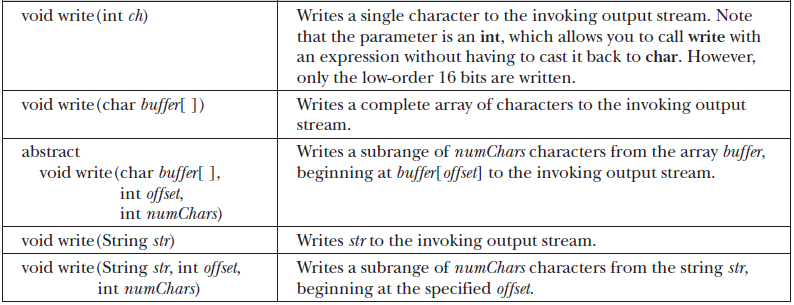 void write(int ch) Writes a single character to the invoking output stream. Note
that the parameter is an int, which allows you to call write with
an expression without having to cast it back to char. However,
only the low-order 16 bits are written.
void write(char buffer[ ]) Writes a complete array of characters to the invoking output
stream.
abstract Writes a subrange of numChars characters from the array buffer,
void write(char buffer[ ], beginning at buffer[offset] to the invoking output stream.
int offset,
int numChars)
void write(String str) Writes str to the invoking output stream.
void write(String str, int offset, Writes a subrange of numChars characters from the string str,
int numChars) beginning at the specified offset.